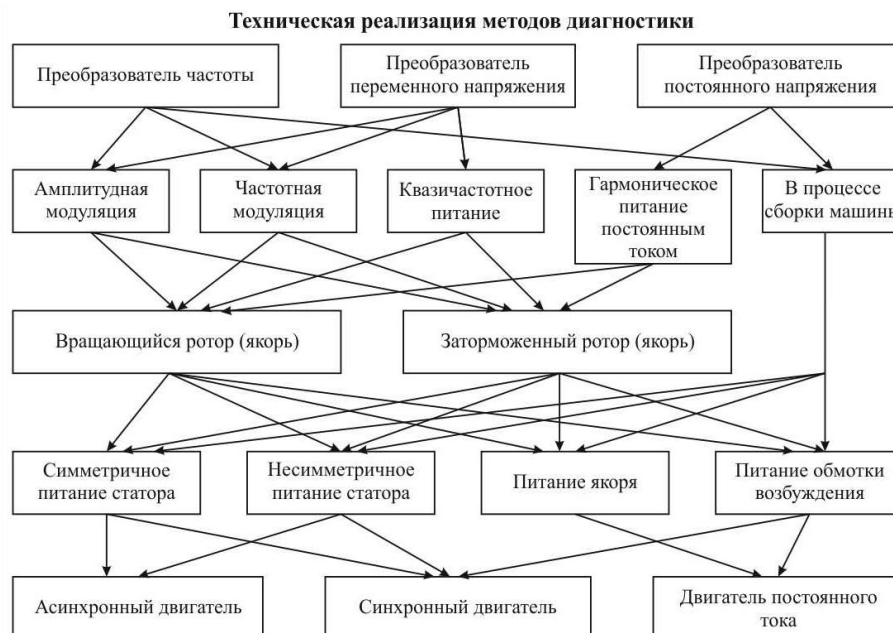 Техническая реализация методов диагностики
Преобразователь частоты
Преобразователь
переменного напряжения
Преобразователь
постоянного напряжения
Амплитудная
модуляция
Частотная
модуляция
Квазичастотное
питание
Гармоническое
питание
постоянным
током
В процессе
сборки машины
Вращающийся ротор (якорь)
Заторможенный ротор (якорь)
Симметричное
питание статора
Несимметричное
питание статора
Питание якоря
Питание обмотки
возбуждения
Асинхронный двигатель
Синхронный двигатель
Двигатель постоянного
тока